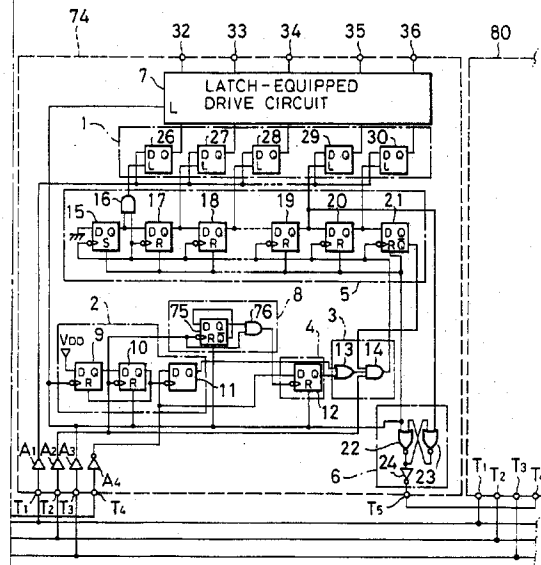 74
32 33 34 35 36
80
7
LATCH-EQUIPPED
DRIVE CIRCUIT
L
1
26 27 28 29 30
D Q L D Q L D Q L D Q L D Q L
16
15 17 18 19 20 21
D Q S D Q R D Q R D Q R D Q R D Q R Q̅
5
2
75 76 8
D Q R Q̅
3
4
13 14
VDD
9 10 11 12
D Q R D Q R D Q D Q R
A1 A2 A3
22 23
24
6
A4
T1 T2 T3 T4
T5
T1 T2 T3